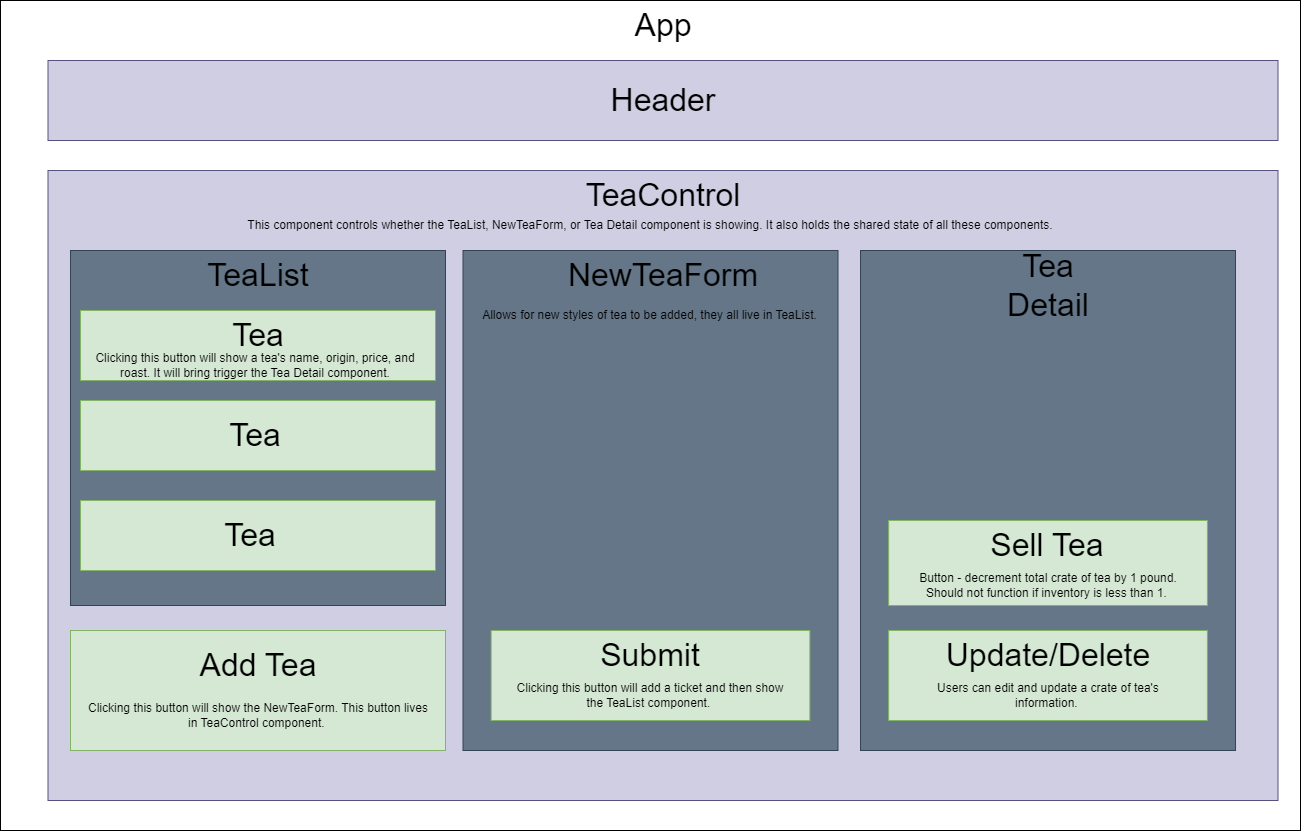 App
Header
TeaControl
This component controls whether the TeaList, NewTeaForm, or Tea Detail component is showing. It also holds the shared state of all these components.
TeaList
Tea
Clicking this button will show a tea's name, origin, price, and
roast. It will bring trigger the Tea Detail component.
Tea
Tea
Add Tea
Clicking this button will show the NewTeaForm. This button lives
in TeaControl component.
NewTeaForm
Allows for new styles of tea to be added, they all live in TeaList.
Submit
Clicking this button will add a ticket and then show
the TeaList component.
Tea
Detail
Sell Tea
Button - decrement total crate of tea by 1 pound.
Should not function if inventory is less than 1.
Update/Delete
Users can edit and update a crate of tea's
information.